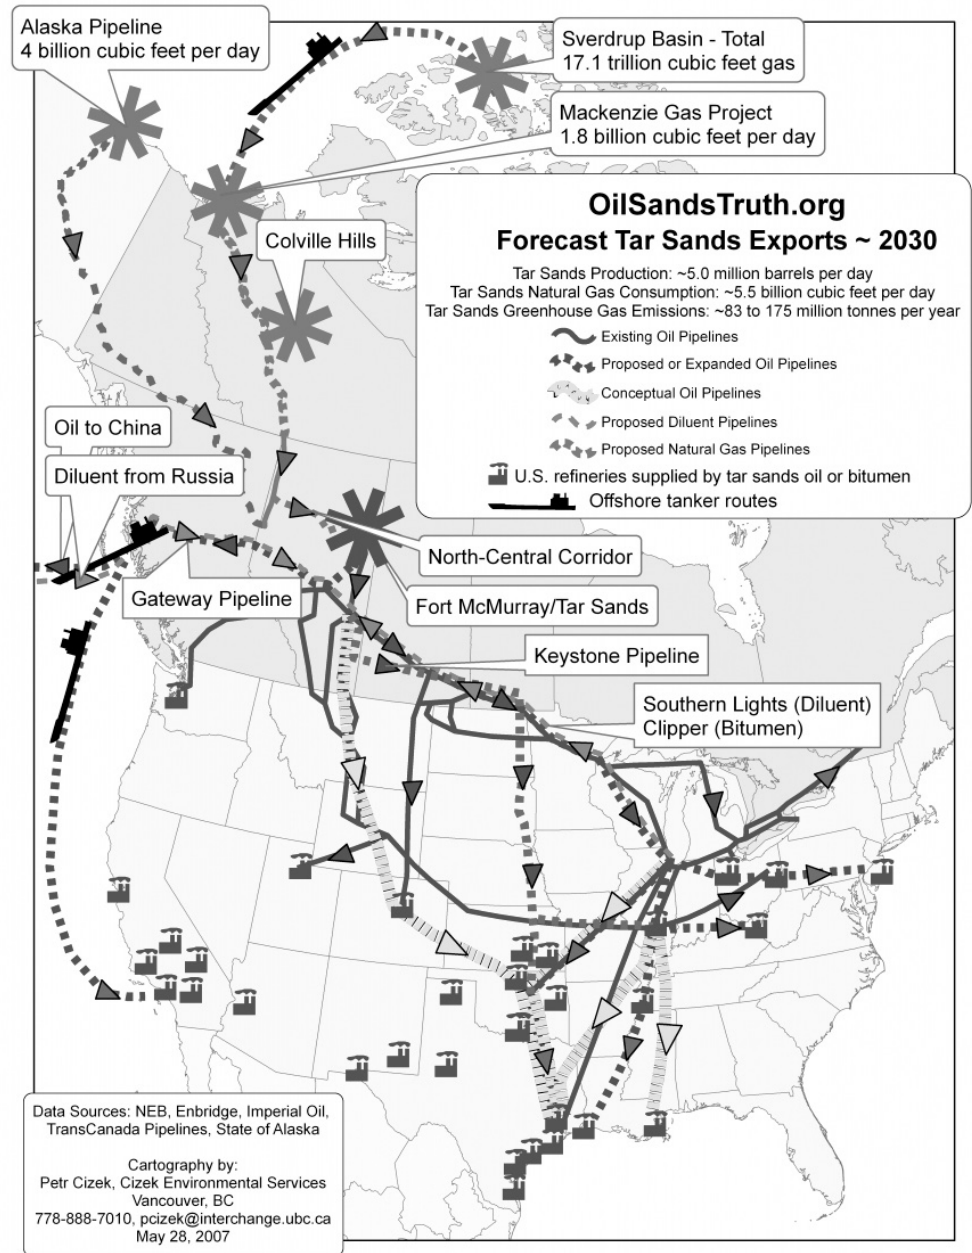 Alaska Pipeline
4 billion cubic feet per day
Sverdrup Basin - Total
17.1 trillion cubic feet gas
Mackenzie Gas Project
1.8 billion cubic feet per day
Colville Hills
OilSandsTruth.org
Forecast Tar Sands Exports ~ 2030
Tar Sands Production: ~5.0 million barrels per day
Tar Sands Natural Gas Consumption: ~5.5 billion cubic feet per day
Tar Sands Greenhouse Gas Emissions: ~83 to 175 million tonnes per year
Existing Oil Pipelines
Proposed or Expanded Oil Pipelines
Conceptual Oil Pipelines
Proposed Diluent Pipelines
Proposed Natural Gas Pipelines
U.S. refineries supplied by tar sands oil or bitumen
Offshore tanker routes
Oil to China
Diluent from Russia
North-Central Corridor
Gateway Pipeline
Fort McMurray/Tar Sands
Keystone Pipeline
Southern Lights (Diluent)
Clipper (Bitumen)
Data Sources: NEB, Enbridge, Imperial Oil,
TransCanada Pipelines, State of Alaska
Cartography by:
Petr Cizek, Cizek Environmental Services
Vancouver, BC
778-888-7010, pcizek@interchange.ubc.ca
May 28, 2007